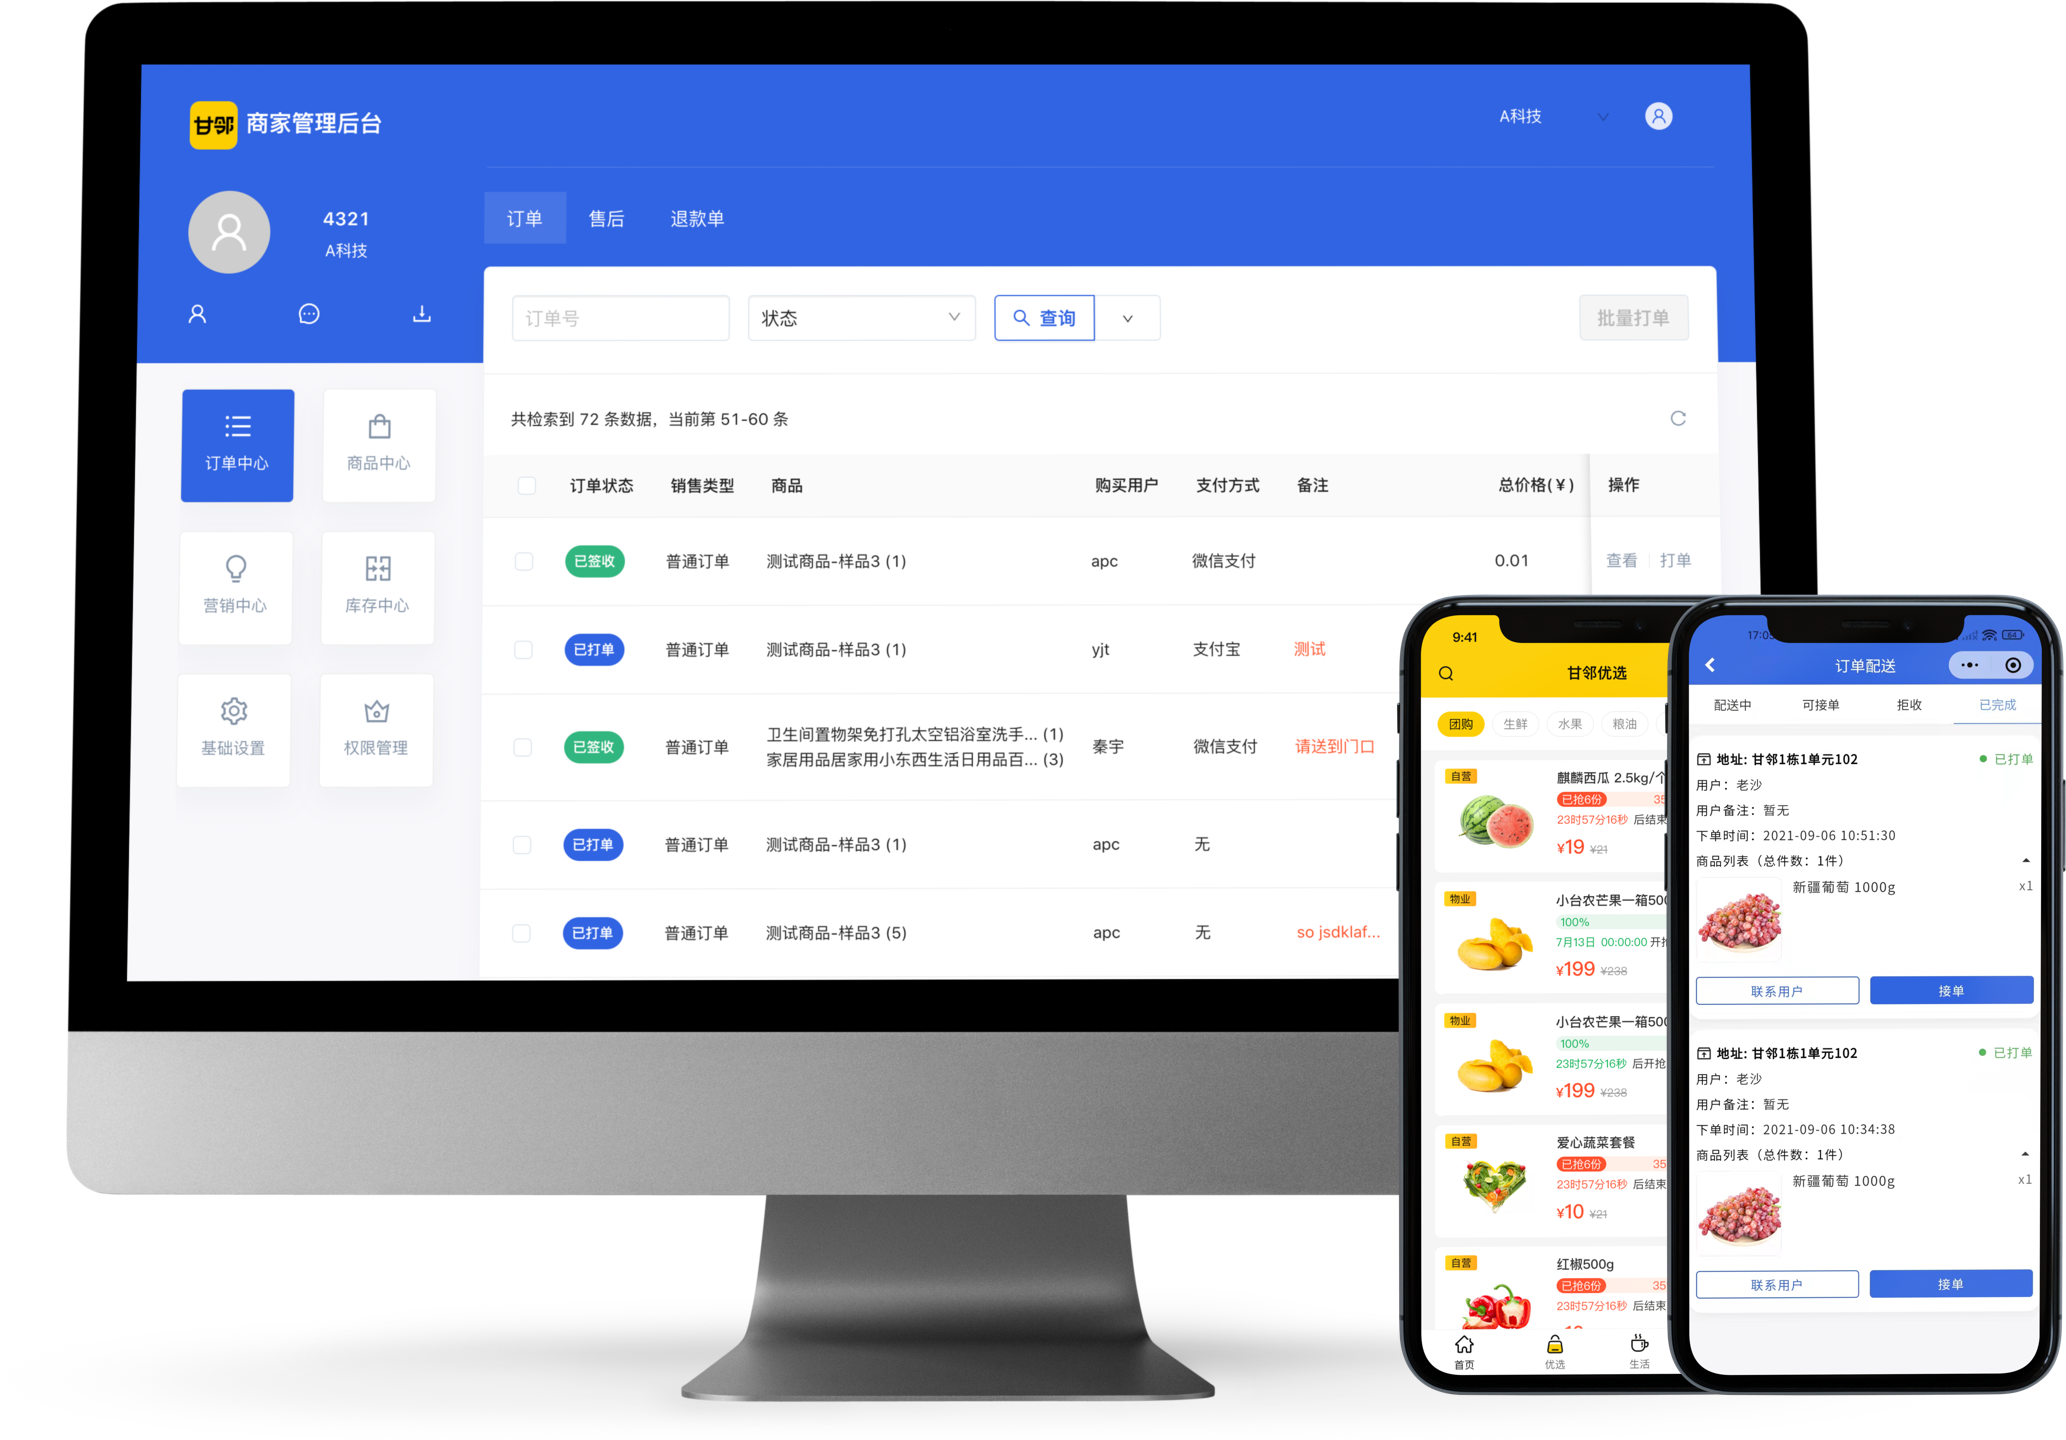 甘邻 商家管理后台
A科技
4321
A科技
订单 售后 退款单
订单号 状态 查询 批量打单
共检索到 72 条数据，当前第 51-60 条
订单状态 销售类型 商品 购买用户 支付方式 备注 总价格(¥) 操作
已签收 普通订单 测试商品-样品3 (1) apc 微信支付 0.01 查看 打单
已打单 普通订单 测试商品-样品3 (1) yjt 支付宝 测试
已签收 普通订单 卫生间置物架免打孔太空铝浴室洗手... (1) 秦宇 微信支付 请送到门口
家居用品居家用小东西生活日用品百... (3)
已打单 普通订单 测试商品-样品3 (1) apc 无
已打单 普通订单 测试商品-样品3 (5) apc 无 so jsdklaf...
订单中心 商品中心
营销中心 库存中心
基础设置 权限管理
9:41
甘邻优选
团购 生鲜 水果 粮油
自营
麒麟西瓜 2.5kg/个
已抢6份 35
23时57分16秒 后结束
¥19 ¥21
物业
小台农芒果一箱500
100%
7月13日 00:00:00 开抢
¥199 ¥238
物业
小台农芒果一箱500
100%
23时57分16秒 后开抢
¥199 ¥238
自营
爱心蔬菜套餐
已抢6份 35
23时57分16秒 后结束
¥10 ¥21
自营
红椒500g
已抢6份 35
23时57分16秒 后结束
首页 优选 生活
17:05 64
订单配送
配送中 可接单 拒收 已完成
地址: 甘邻1栋1单元102 已打单
用户：老沙
用户备注：暂无
下单时间：2021-09-06 10:51:30
商品列表（总件数：1件）
新疆葡萄 1000g x1
联系用户 接单
地址: 甘邻1栋1单元102 已打单
用户：老沙
用户备注：暂无
下单时间：2021-09-06 10:34:38
商品列表（总件数：1件）
新疆葡萄 1000g x1
联系用户 接单